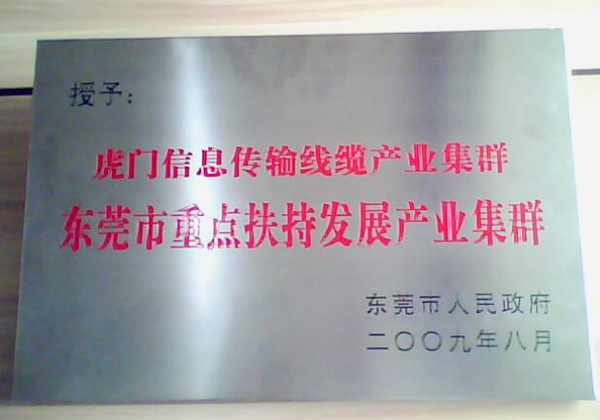 授予：
虎门信息传输线缆产业集群
东莞市重点扶持发展产业集群
东莞市人民政府
二〇〇九年八月